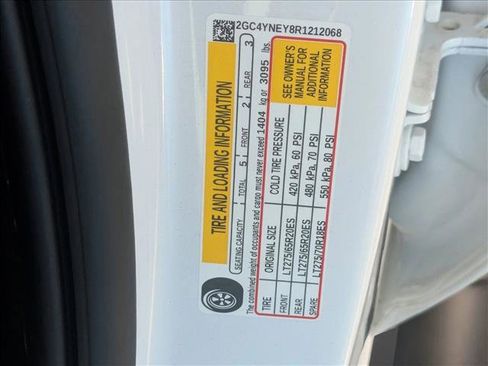 2GC4YNEY8R1212068
TIRE AND LOADING INFORMATION
SEATING CAPACITY TOTAL 5 FRONT 2 3
The combined weight of occupants and cargo must never exceed 1404 kg or 3095 lbs.
TIRE ORIGINAL SIZE COLD TIRE PRESSURE
SEE OWNER'S
MANUAL FOR
ADDITIONAL
INFORMATION
FRONT LT275/65R20ES 420 kPa, 60 PSI
REAR LT275/65R20ES 480 kPa, 70 PSI
SPARE LT275/70R18ES 550 kPa, 80 PSI